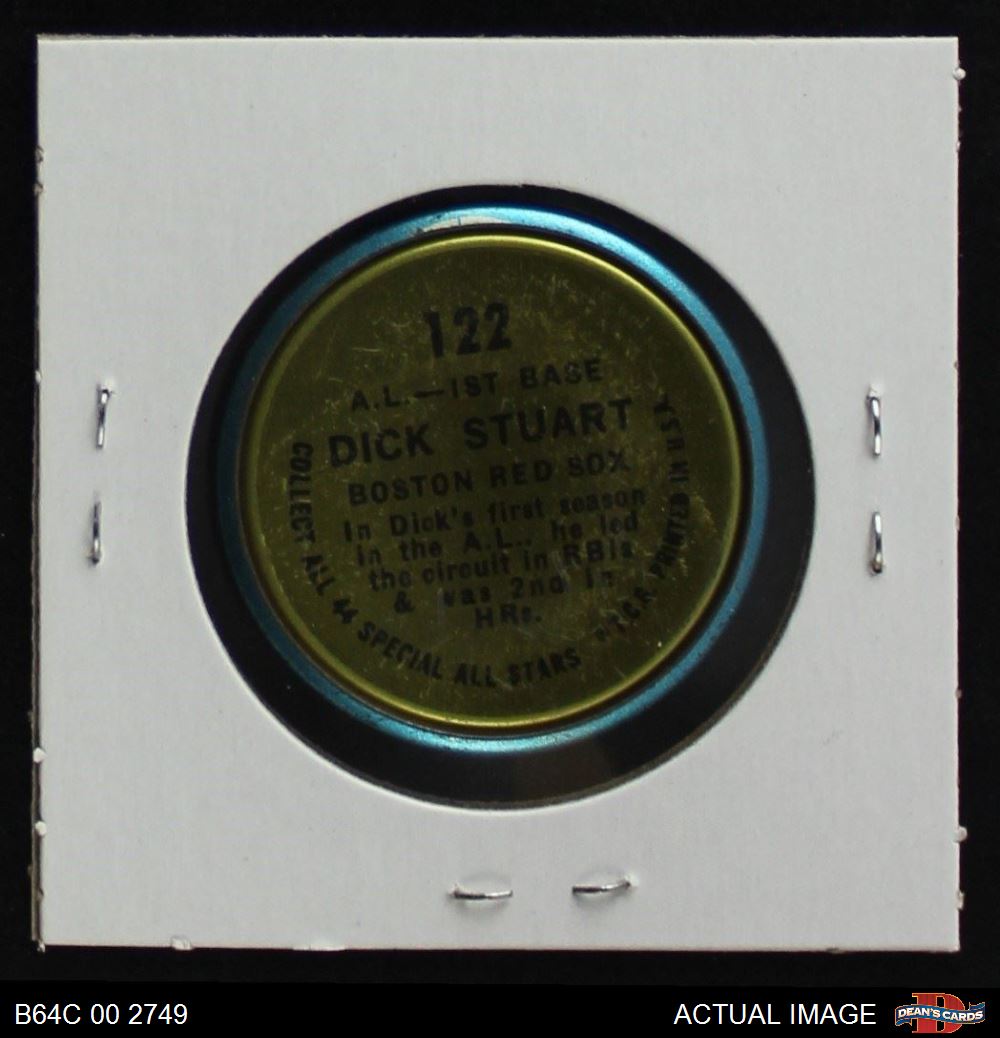 122
A.L.—1ST BASE
DICK STUART
BOSTON RED SOX
In Dick's first season
in the A.L., he led
the circuit in RBIs
& was 2nd in
HRs.
COLLECT ALL 44 SPECIAL ALL STARS
©T.C.G. PRINTED IN U.S.A.
B64C 00 2749
ACTUAL IMAGE
DEAN'S CARDS